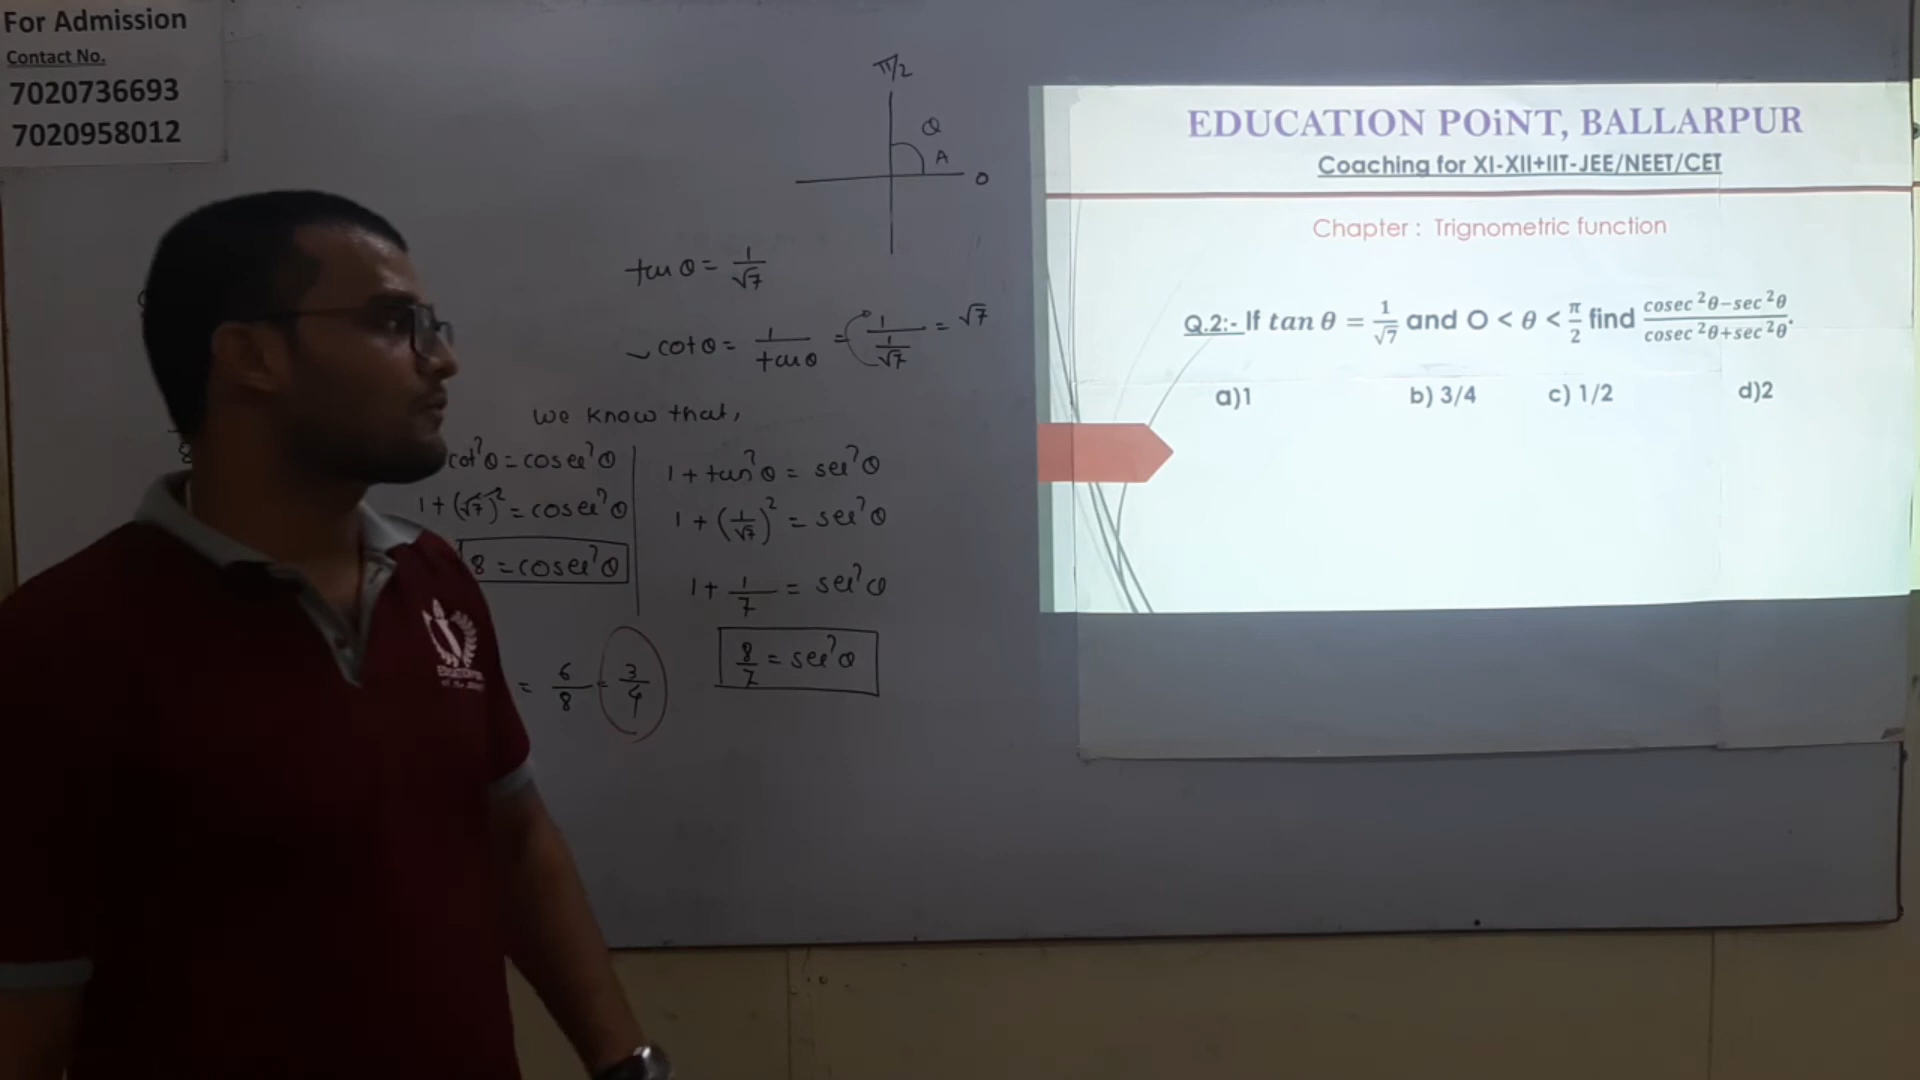 For Admission
Contact No.
7020736693
7020958012
π/2
Q
A
0
tan θ = 1/√7
cot θ = 1/tan θ = 1/(1/√7) = √7
we know that,
cot²θ = cosec²θ
1 + (√7)² = cosec²θ
8 = cosec²θ
1 + tan²θ = sec²θ
1 + (1/√7)² = sec²θ
1 + 1/7 = sec²θ
8/7 = sec²θ
= 6/8 = 3/4
EDUCATION POiNT, BALLARPUR
Coaching for XI-XII+IIT-JEE/NEET/CET
Chapter : Trignometric function
Q.2:- If tan θ = 1/√7 and O < θ < π/2 find (cosec²θ−sec²θ)/(cosec²θ+sec²θ).
a)1 b) 3/4 c) 1/2 d)2